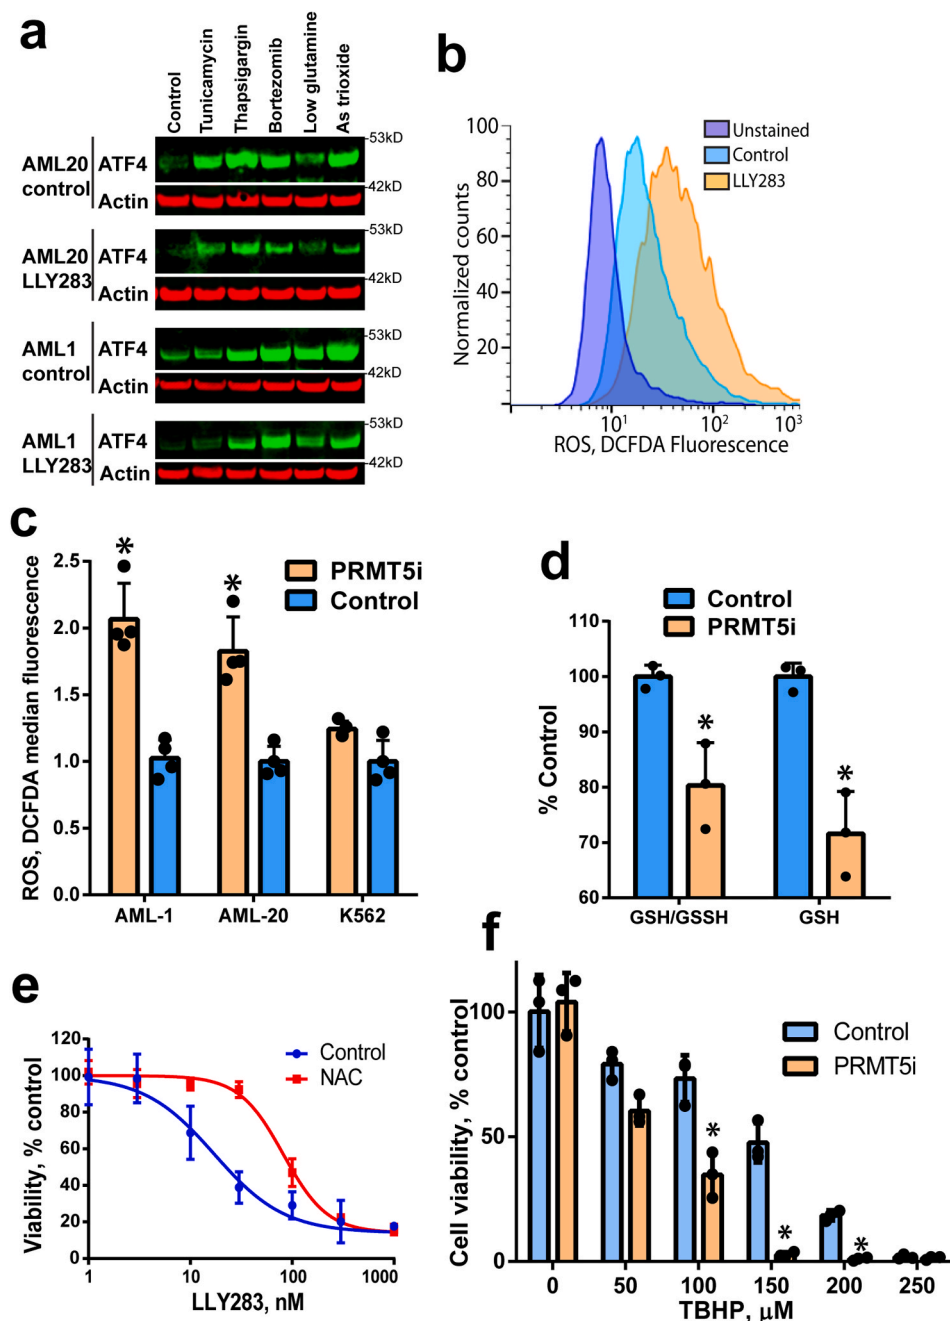 a
Control
Tunicamycin
Thapsigargin
Bortezomib
Low glutamine
As trioxide
AML20
control
ATF4
Actin
53kD
42kD
AML20
LLY283
ATF4
Actin
53kD
42kD
AML1
control
ATF4
Actin
53kD
42kD
AML1
LLY283
ATF4
Actin
53kD
42kD
b
Unstained
Control
LLY283
Normalized counts
100
80
60
40
20
10¹ 10² 10³
ROS, DCFDA Fluorescence
c
PRMT5i
Control
ROS, DCFDA median fluorescence
2.5
2.0
1.5
1.0
0.5
0.0
* *
AML-1 AML-20 K562
d
Control
PRMT5i
% Control
110
100
90
80
70
60
* *
GSH/GSSH GSH
e
Control
NAC
Viability, % control
120
100
80
60
40
20
0
1 10 100 1000
LLY283, nM
f
Control
PRMT5i
Cell viability, % control
100
50
0
* * *
0 50 100 150 200 250
TBHP, μM